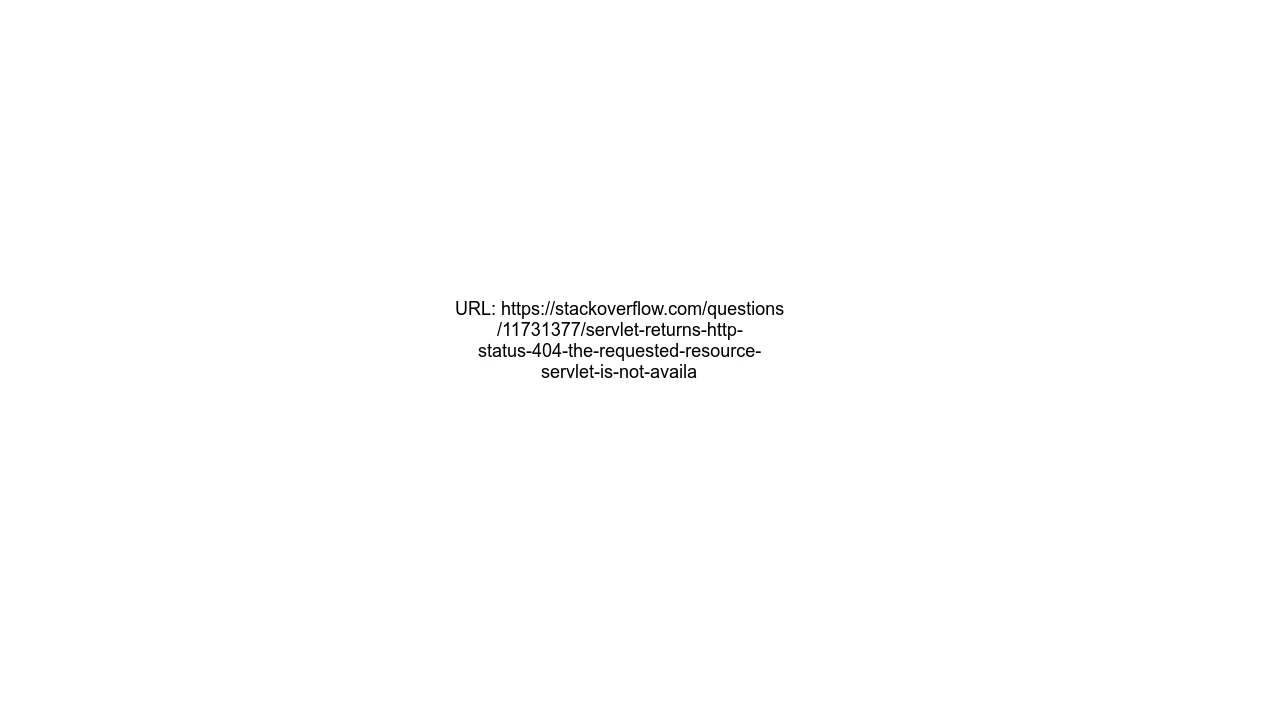 URL: https://stackoverflow.com/questions
/11731377/servlet-returns-http-
status-404-the-requested-resource-
servlet-is-not-availa